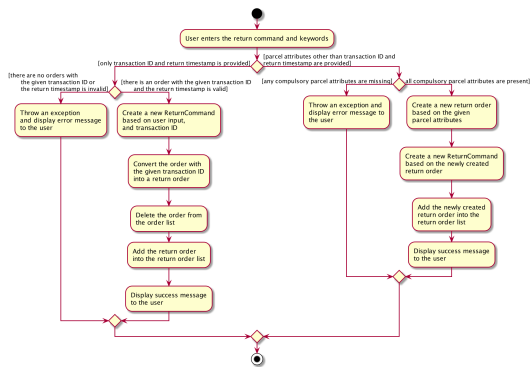 User enters the return command and keywords
[only transaction ID and return timestamp is provided]
[parcel attributes other than transaction ID and
return timestamp are provided]
[there are no orders with
the given transaction ID or
the return timestamp is invalid]
[there is an order with the given transaction ID
and the return timestamp is valid]
Throw an exception
and display error message
to the user
Create a new ReturnCommand
based on user input,
and transaction ID
Convert the order with
the given transaction ID
into a return order
Delete the order from
the order list
Add the return order
into the return order list
Display success message
to the user
[any compulsory parcel attributes are missing]
[all compulsory parcel attributes are present]
Throw an exception and
display error message to
the user
Create a new return order
based on the given
parcel attributes
Create a new ReturnCommand
based on the newly created
return order
Add the newly created
return order into the
return order list
Display success message
to the user